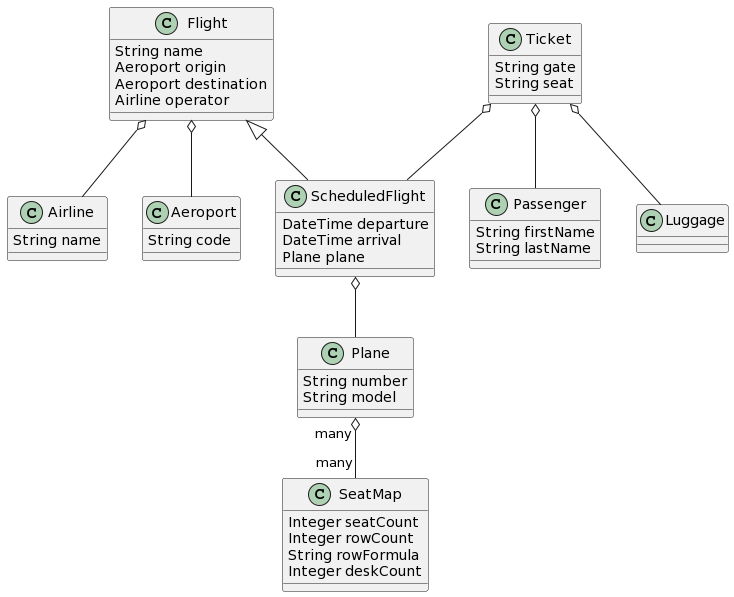 C Flight
String name
Aeroport origin
Aeroport destination
Airline operator
C Ticket
String gate
String seat
C Airline
String name
C Aeroport
String code
C ScheduledFlight
DateTime departure
DateTime arrival
Plane plane
C Passenger
String firstName
String lastName
C Luggage
C Plane
String number
String model
many
many
C SeatMap
Integer seatCount
Integer rowCount
String rowFormula
Integer deskCount